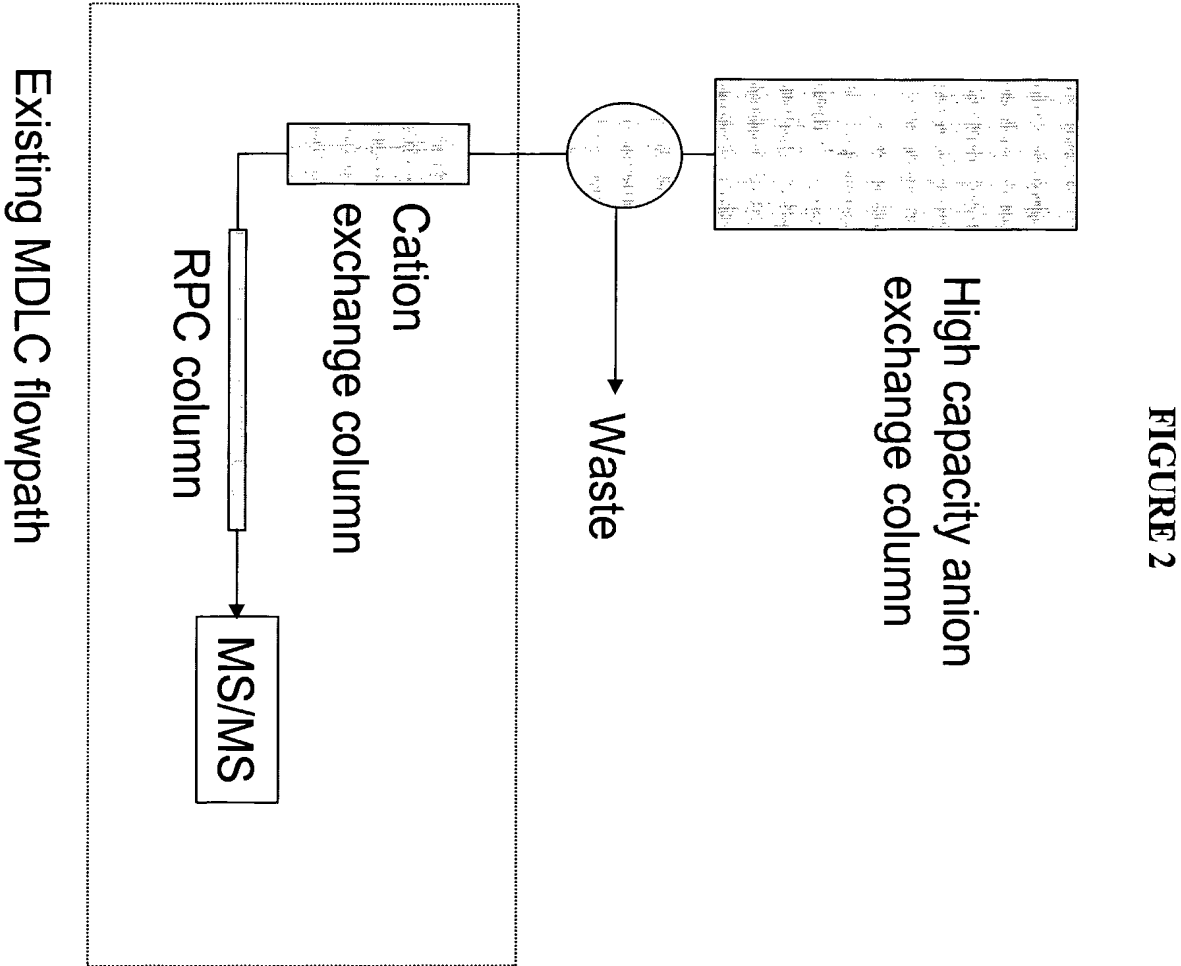 FIGURE 2
High capacity anion
exchange column
Waste
Cation
exchange column
RPC column
MS/MS
Existing MDLC flowpath